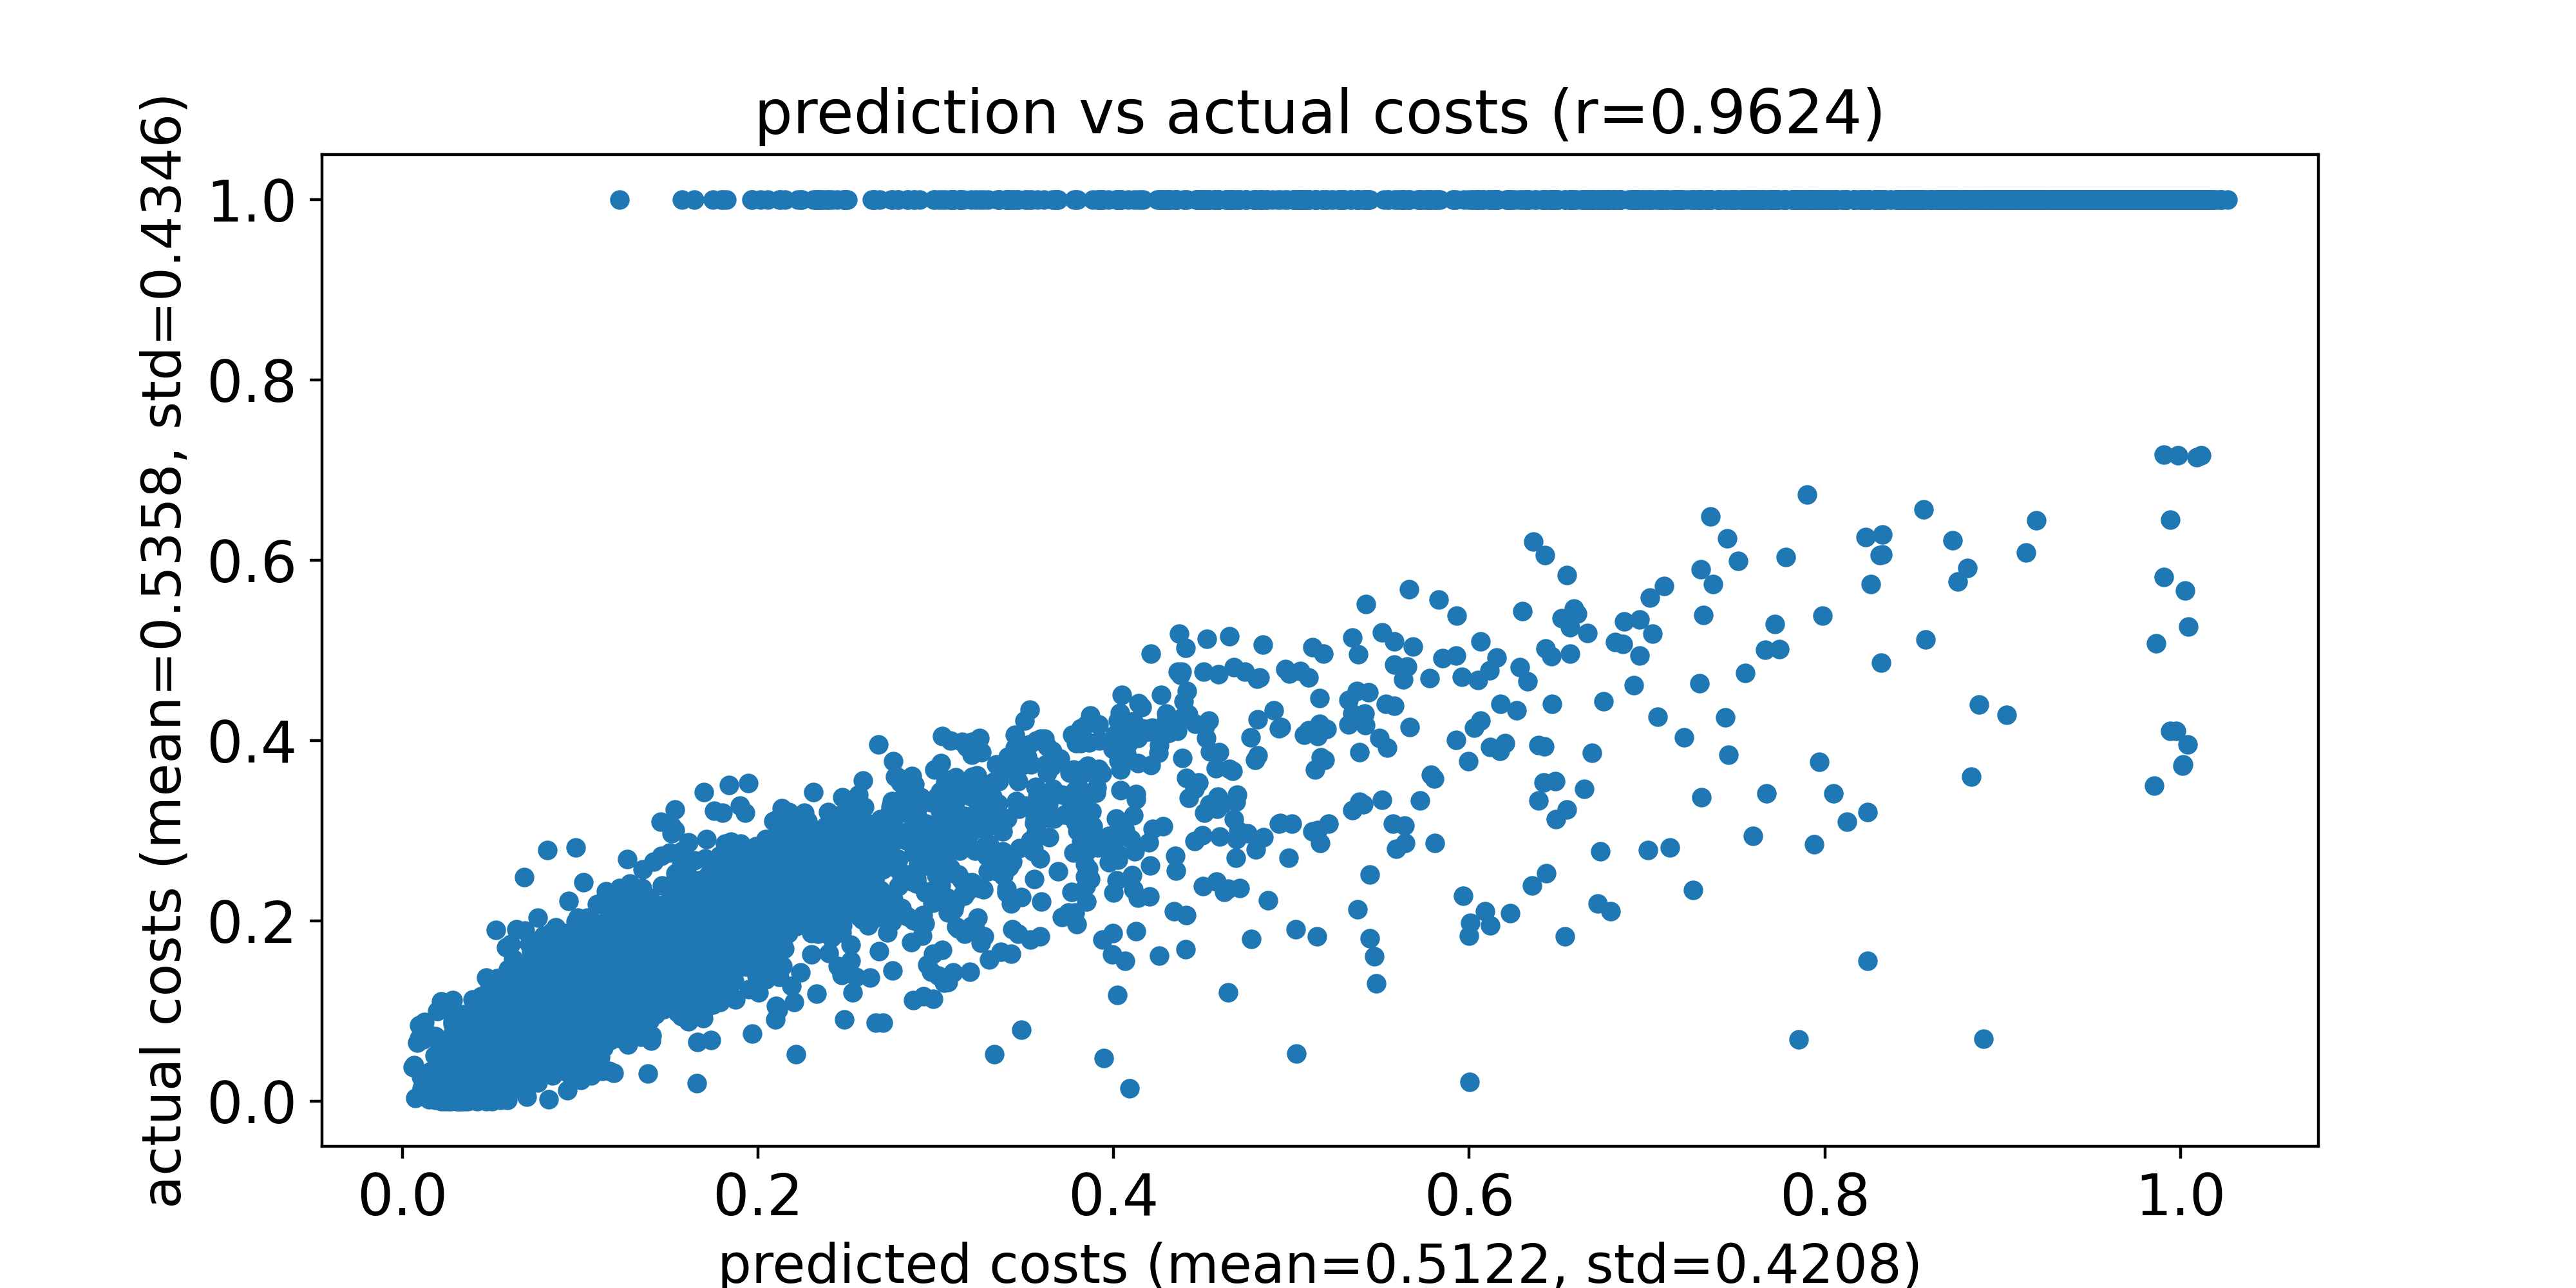 prediction vs actual costs (r=0.9624)
actual costs (mean=0.5358, std=0.4346)
1.0
0.8
0.6
0.4
0.2
0.0
0.0 0.2 0.4 0.6 0.8 1.0
predicted costs (mean=0.5122, std=0.4208)